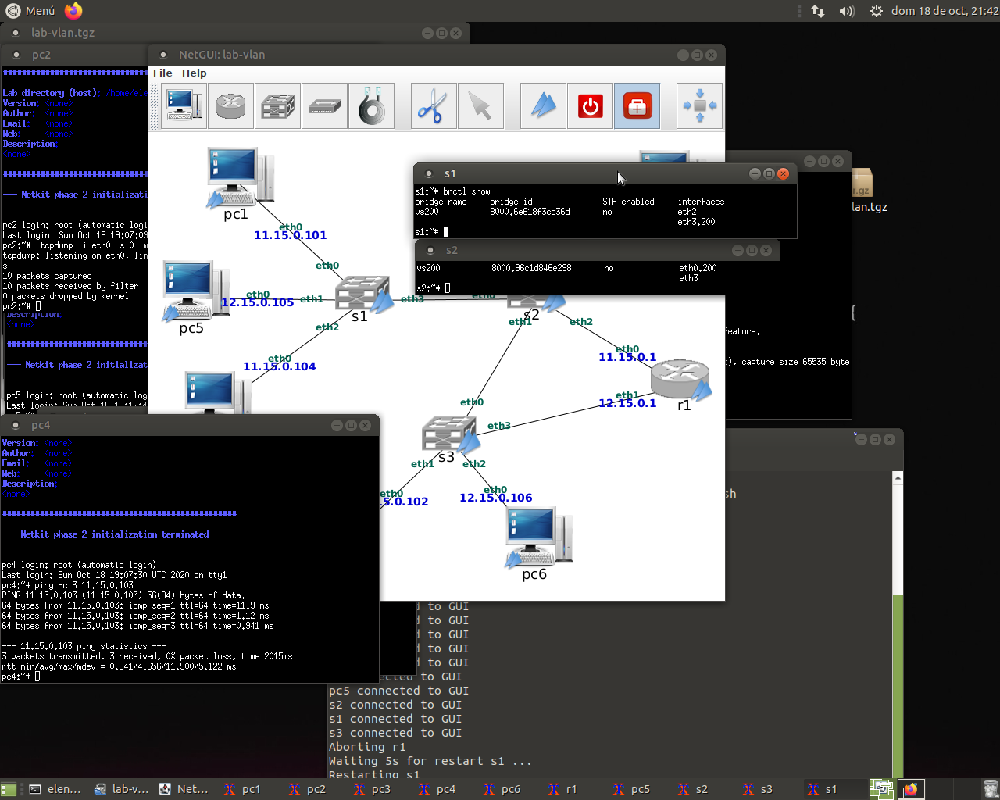 Menú
dom 18 de oct, 21:42
lab-vlan.tgz
pc2
NetGUI: lab-vlan
File Help
Lab directory (host): /home/ele
Version: <none>
Author: <none>
Email: <none>
Web: <none>
Description:
<none>
--- Netkit phase 2 initializat
pc2 login: root (automatic logi
Last login: Sun Oct 18 19:07:09
pc2:~# tcpdump -i eth0 -s 0 -w
tcpdump: listening on eth0, lin
s
10 packets captured
10 packets received by filter
0 packets dropped by kernel
pc2:~#
Description:
<none>
--- Netkit phase 2 initializat
pc5 login: root (automatic logi
Last login: Sun Oct 18 19:12:4
s1
s1:~# brctl show
bridge name bridge id STP enabled interfaces
vs200 8000.6e618f3cb36d no eth2
eth3.200
s1:~#
s2
vs200 8000.96c1d846e298 no eth0.200
eth3
s2:~#
r.gz
lan.tgz
eature.
), capture size 65535 byte
pc1
eth0
11.15.0.101
eth0
pc5
eth0
12.15.0.105
eth1
s1
eth3
eth0
s2
eth2
eth0
11.15.0.104
eth1
eth2
eth0
11.15.0.1
eth1
12.15.0.1
r1
eth0
eth3
s3
eth1
eth2
eth0
15.0.102
eth0
12.15.0.106
pc6
pc4
Version: <none>
Author: <none>
Email: <none>
Web: <none>
Description:
<none>
--- Netkit phase 2 initialization terminated ---
pc4 login: root (automatic login)
Last login: Sun Oct 18 19:07:30 UTC 2020 on tty1
pc4:~# ping -c 3 11.15.0.103
PING 11.15.0.103 (11.15.0.103) 56(84) bytes of data.
64 bytes from 11.15.0.103: icmp_seq=1 ttl=64 time=11.9 ms
64 bytes from 11.15.0.103: icmp_seq=2 ttl=64 time=1.12 ms
64 bytes from 11.15.0.103: icmp_seq=3 ttl=64 time=0.941 ms
--- 11.15.0.103 ping statistics ---
3 packets transmitted, 3 received, 0% packet loss, time 2015ms
rtt min/avg/max/mdev = 0.941/4.656/11.900/5.122 ms
pc4:~#
sh
d to GUI
d to GUI
d to GUI
d to GUI
d to GUI
ected to GUI
pc5 connected to GUI
s2 connected to GUI
s1 connected to GUI
s3 connected to GUI
Aborting r1
Waiting 5s for restart s1 ...
Restarting s1
elen...
lab-v...
Net...
pc1
pc2
pc3
pc4
pc6
r1
pc5
s2
s3
s1